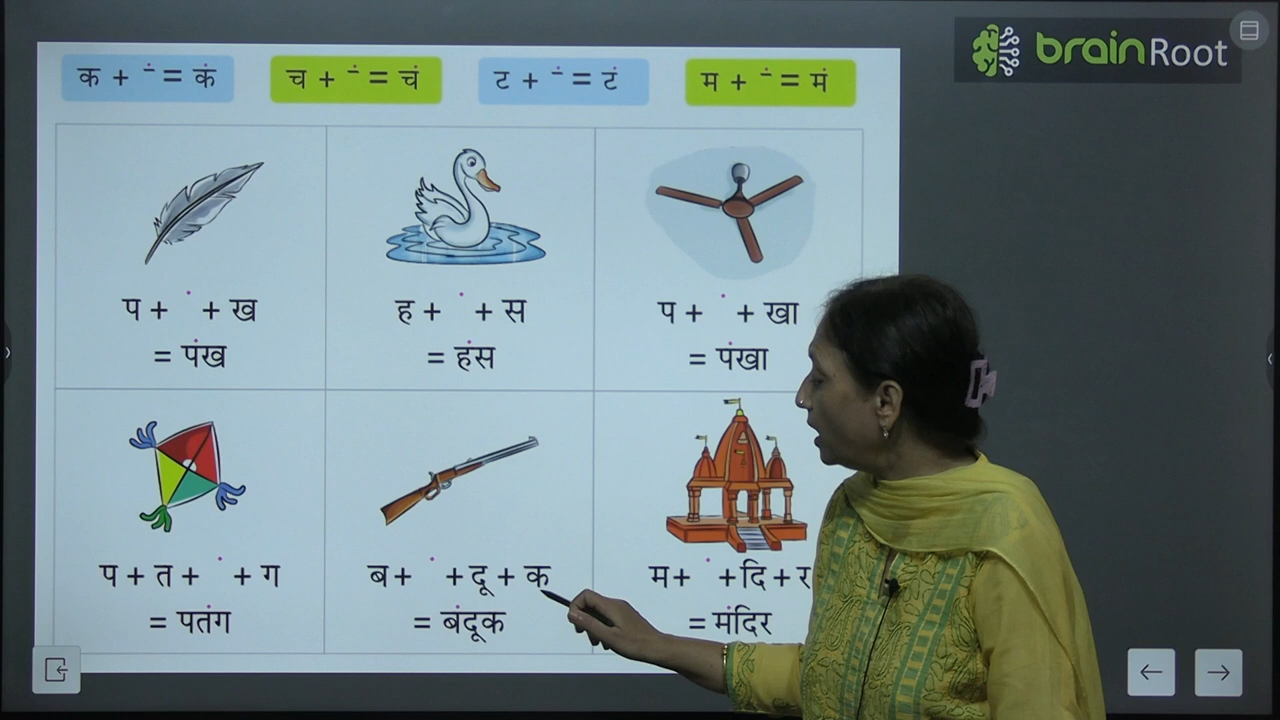 क + ं = कं
च + ं = चं
ट + ं = टं
म + ं = मं
brainRoot
प + ं + ख
= पंख
ह + ं + स
= हंस
प + ं + खा
= पंखा
प + त + ं + ग
= पतंग
ब + ं + दू + क
= बंदूक
म + ं + दि + र
= मंदिर